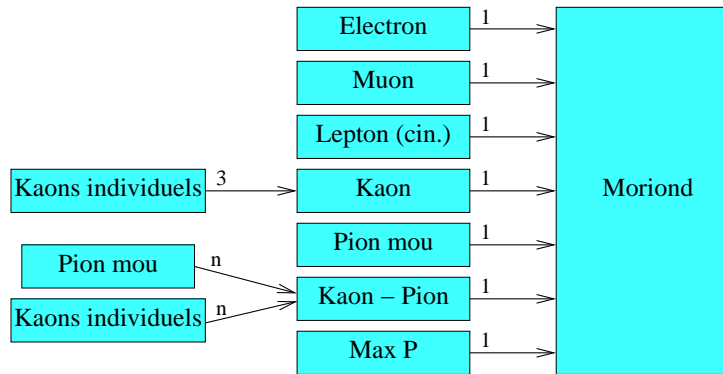 Electron 1
Muon 1
Lepton (cin.) 1
Kaons individuels 3 Kaon 1 Moriond
Pion mou 1
Pion mou n
Kaon – Pion 1
Kaons individuels n
Max P 1